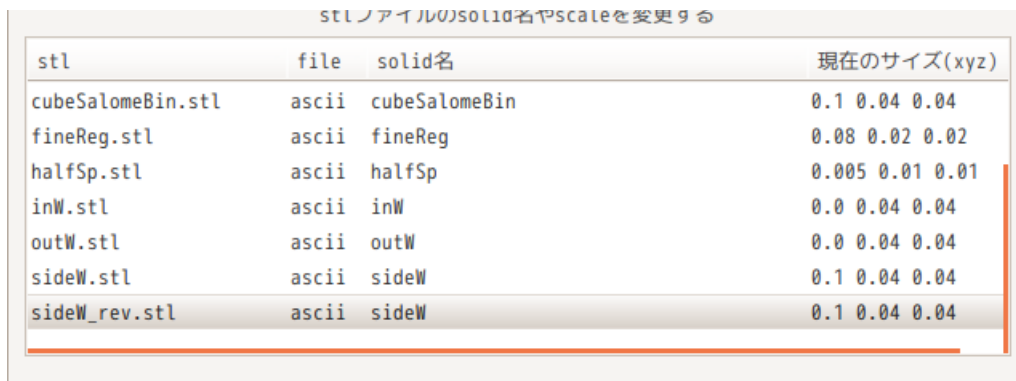 stlファイルのsolid名やscaleを変更する
stl file solid名 現在のサイズ(xyz)
cubeSalomeBin.stl ascii cubeSalomeBin 0.1 0.04 0.04
fineReg.stl ascii fineReg 0.08 0.02 0.02
halfSp.stl ascii halfSp 0.005 0.01 0.01
inW.stl ascii inW 0.0 0.04 0.04
outW.stl ascii outW 0.0 0.04 0.04
sideW.stl ascii sideW 0.1 0.04 0.04
sideW_rev.stl ascii sideW 0.1 0.04 0.04